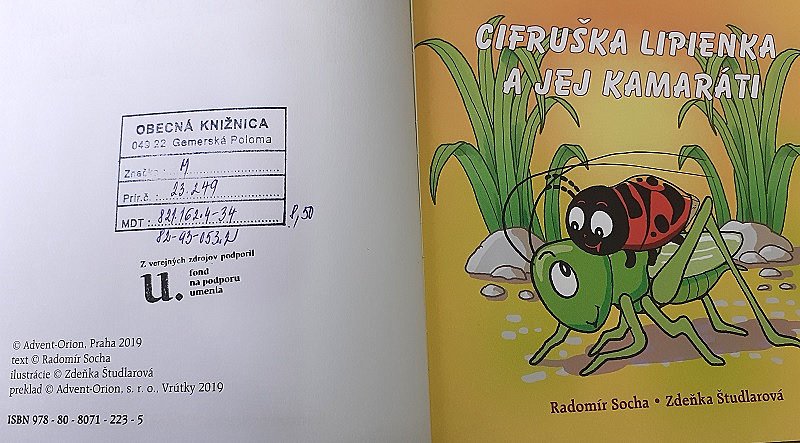 OBECNÁ KNIŽNICA
049 22 Gemerská Poloma
Značka M
Prír.č. 23.249
MDT: 821.162.4-34
8,50
82-93-053.2
Z verejných zdrojov podporil
u. fond
na podporu
umenia
© Advent-Orion, Praha 2019
text © Radomír Socha
ilustrácie © Zdeňka Študlarová
preklad © Advent-Orion, s. r. o., Vrútky 2019
ISBN 978 - 80 - 8071 - 223 - 5
CIFRUŠKA LIPIENKA
A JEJ KAMARÁTI
Radomír Socha • Zdeňka Študlarová